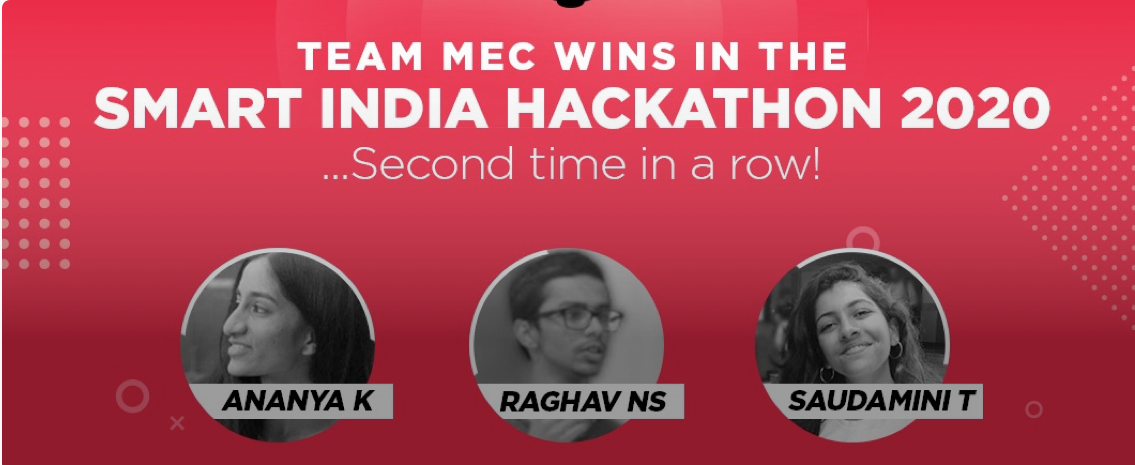 TEAM MEC WINS IN THE
SMART INDIA HACKATHON 2020
...Second time in a row!
ANANYA K
RAGHAV NS
SAUDAMINI T